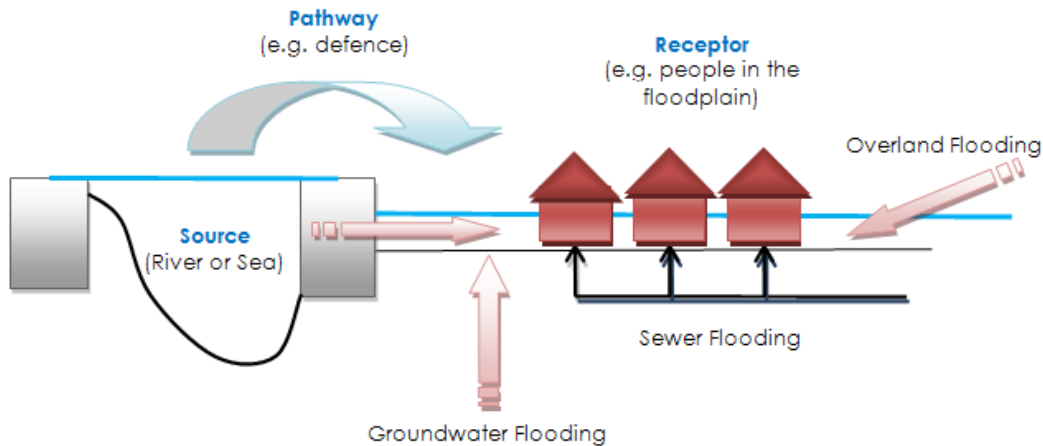 Pathway
(e.g. defence)
Receptor
(e.g. people in the
floodplain)
Overland Flooding
Source
(River or Sea)
Sewer Flooding
Groundwater Flooding